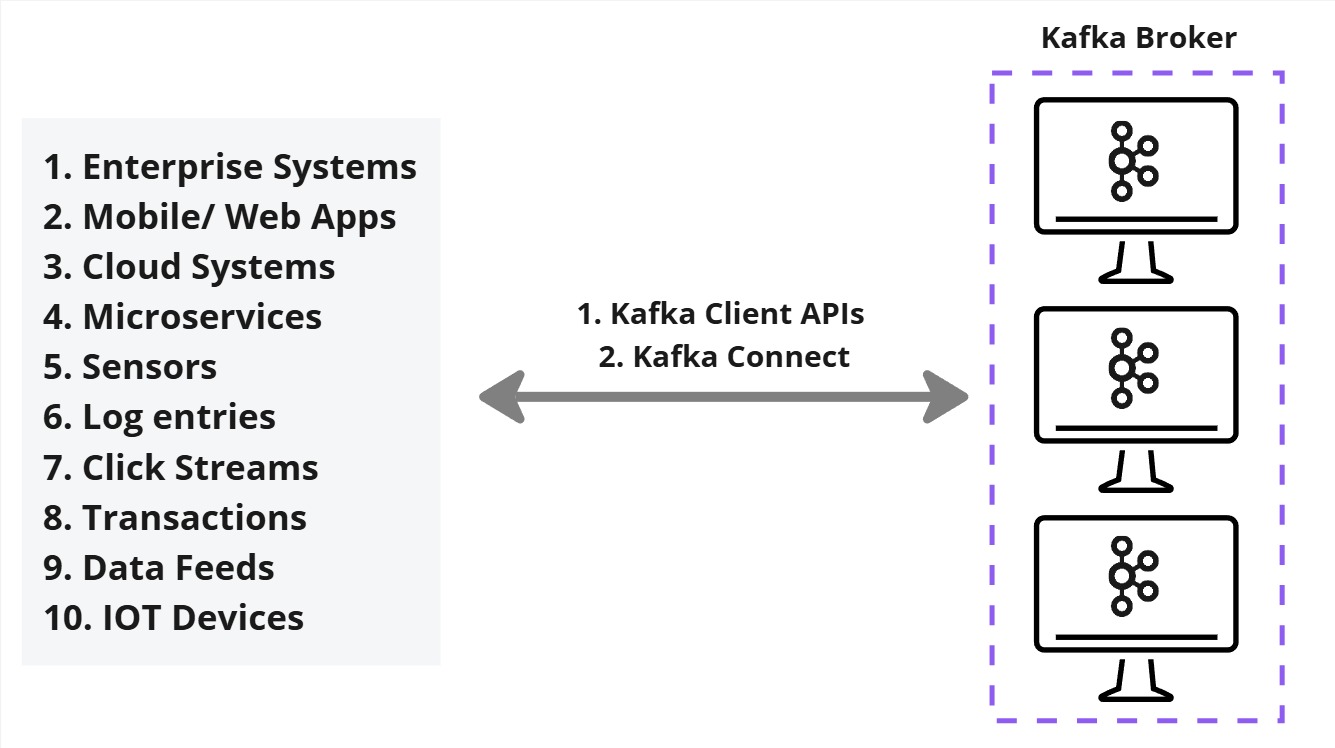 Kafka Broker
1. Enterprise Systems
2. Mobile/ Web Apps
3. Cloud Systems
4. Microservices
5. Sensors
6. Log entries
7. Click Streams
8. Transactions
9. Data Feeds
10. IOT Devices
1. Kafka Client APIs
2. Kafka Connect